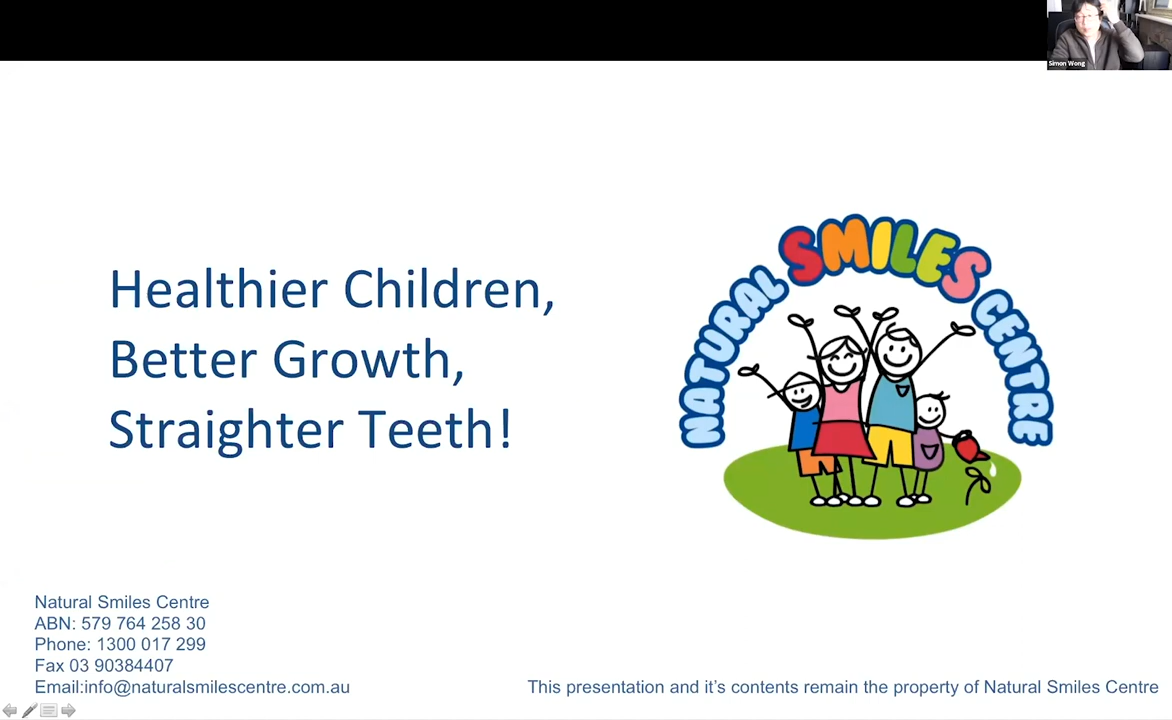 Simon Wong
Healthier Children,
Better Growth,
Straighter Teeth!
NATURAL SMILES CENTRE
Natural Smiles Centre
ABN: 579 764 258 30
Phone: 1300 017 299
Fax 03 90384407
Email:info@naturalsmilescentre.com.au
This presentation and it’s contents remain the property of Natural Smiles Centre